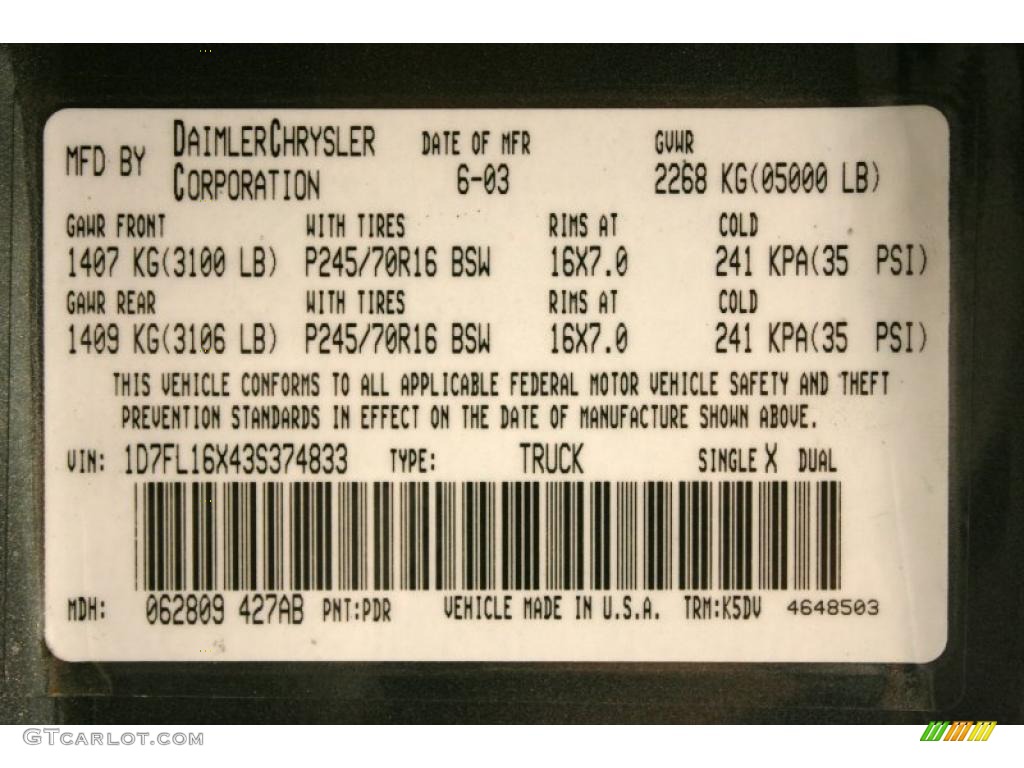 MFD BY DAIMLERCHRYSLER CORPORATION DATE OF MFR 6-03 GVWR 2268 KG(05000 LB)
GAWR FRONT WITH TIRES RIMS AT COLD
1407 KG(3100 LB) P245/70R16 BSW 16X7.0 241 KPA(35 PSI)
GAWR REAR WITH TIRES RIMS AT COLD
1409 KG(3106 LB) P245/70R16 BSW 16X7.0 241 KPA(35 PSI)
THIS VEHICLE CONFORMS TO ALL APPLICABLE FEDERAL MOTOR VEHICLE SAFETY AND THEFT
PREVENTION STANDARDS IN EFFECT ON THE DATE OF MANUFACTURE SHOWN ABOVE.
VIN: 1D7FL16X43S374833 TYPE: TRUCK SINGLE X DUAL
MDH: 062809 427AB PNT:PDR VEHICLE MADE IN U.S.A. TRM:K5DV 4648503
GTCARLOT.COM